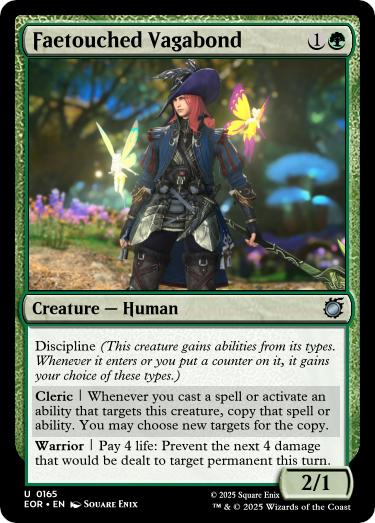 Faetouched Vagabond 1
Creature — Human
Discipline (This creature gains abilities from its types.
Whenever it enters or you put a counter on it, it gains
your choice of these types.)
Cleric | Whenever you cast a spell or activate an
ability that targets this creature, copy that spell or
ability. You may choose new targets for the copy.
Warrior | Pay 4 life: Prevent the next 4 damage
that would be dealt to target permanent this turn.
2/1
U 0165 © 2025 Square Enix
EOR • EN SQUARE ENIX ™ & © 2025 Wizards of the Coast